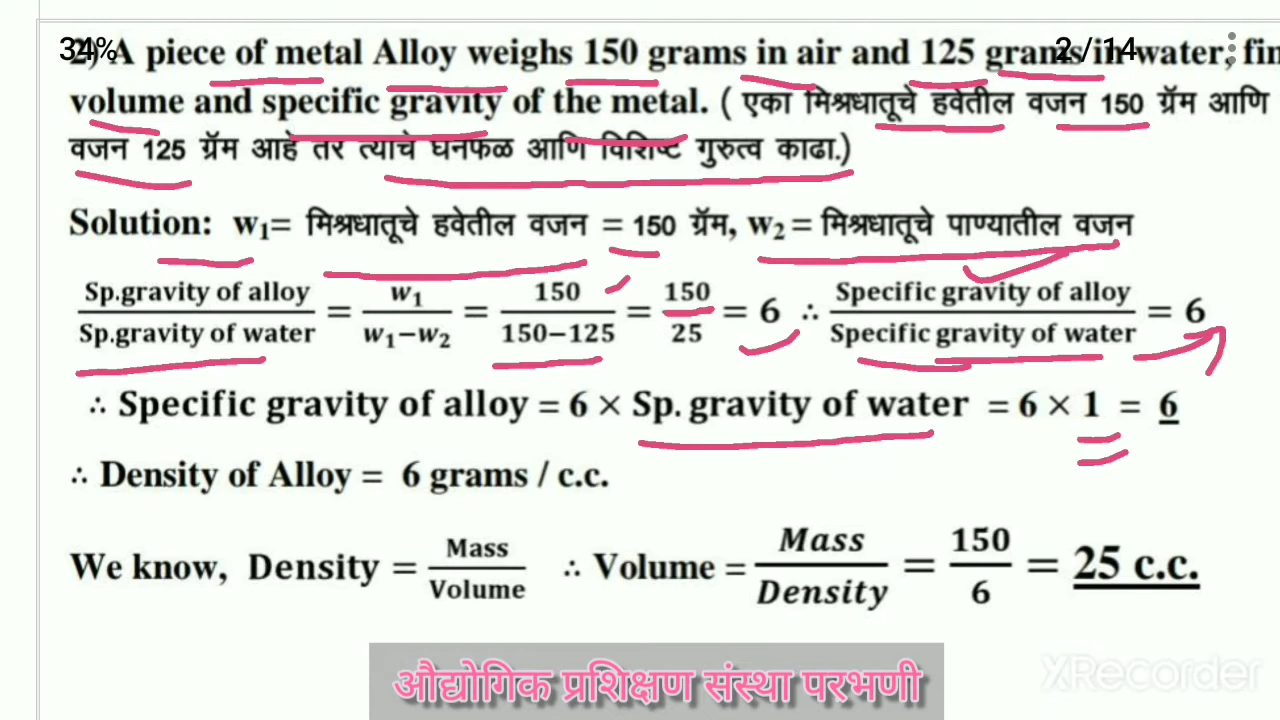 34%
2 / 14
2) A piece of metal Alloy weighs 150 grams in air and 125 grams in water, fin
volume and specific gravity of the metal. ( एका मिश्रधातूचे हवेतील वजन 150 ग्रॅम आणि
वजन 125 ग्रॅम आहे तर त्याचे घनफळ आणि विशिष्ट गुरुत्व काढा.)
Solution: w₁= मिश्रधातूचे हवेतील वजन = 150 ग्रॅम, w₂ = मिश्रधातूचे पाण्यातील वजन
Sp.gravity of alloy / Sp.gravity of water = w₁ / w₁−w₂ = 150 / 150−125 = 150 / 25 = 6 ∴ Specific gravity of alloy / Specific gravity of water = 6
∴ Specific gravity of alloy = 6 × Sp. gravity of water = 6 × 1 = 6
∴ Density of Alloy = 6 grams / c.c.
We know, Density = Mass / Volume ∴ Volume = Mass / Density = 150 / 6 = 25 c.c.
औद्योगिक प्रशिक्षण संस्था परभणी
XRecorder